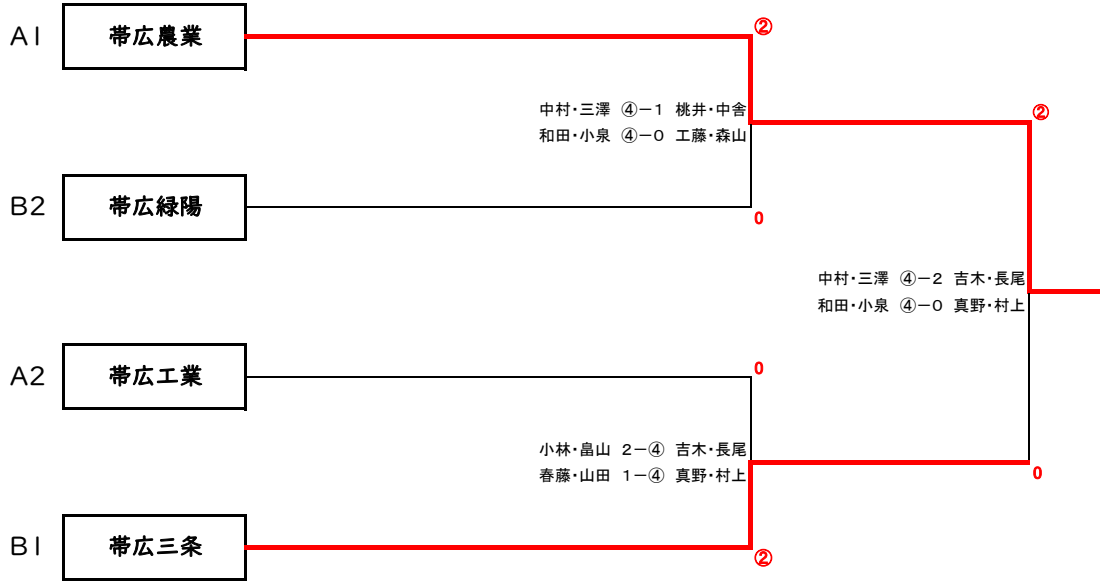 A1 帯広農業
②
中村・三澤 ④－1 桃井・中舎
和田・小泉 ④－0 工藤・森山
②
B2 帯広緑陽
0
中村・三澤 ④－2 吉木・長尾
和田・小泉 ④－0 真野・村上
A2 帯広工業
0
小林・畠山 2－④ 吉木・長尾
春藤・山田 1－④ 真野・村上
0
B1 帯広三条
②